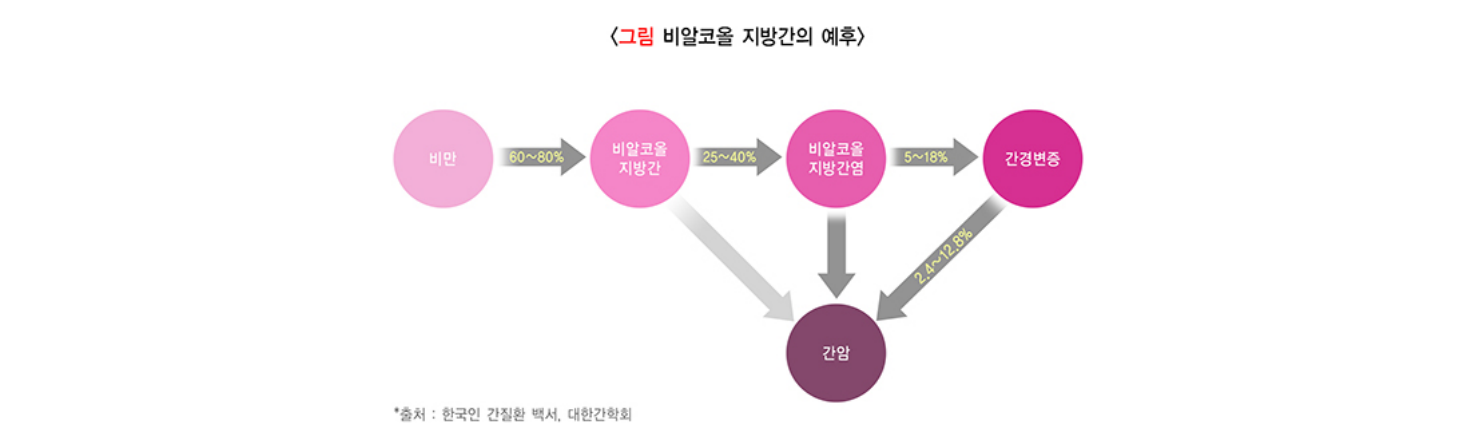 <그림 비알코올 지방간의 예후>
비만
60~80%
비알코올
지방간
25~40%
비알코올
지방간염
5~18%
간경변증
2.4~12.8%
간암
*출처 : 한국인 간질환 백서, 대한간학회